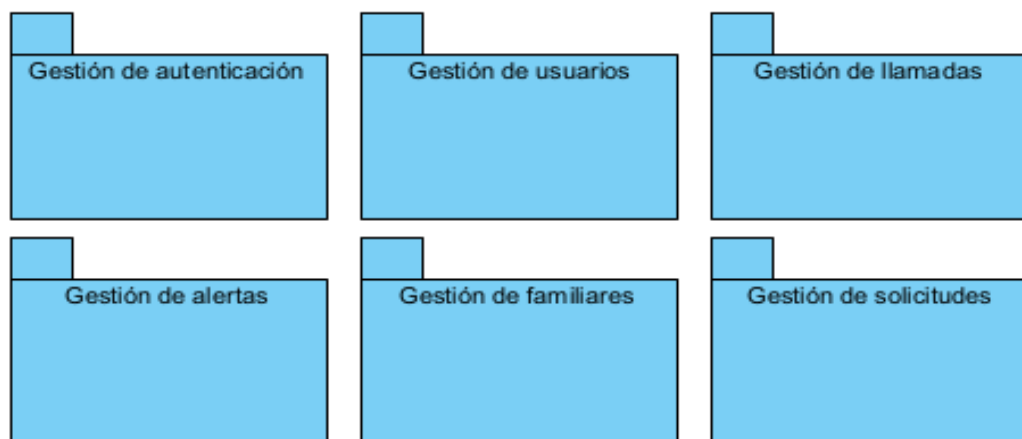 Gestión de autenticación
Gestión de usuarios
Gestión de llamadas
Gestión de alertas
Gestión de familiares
Gestión de solicitudes